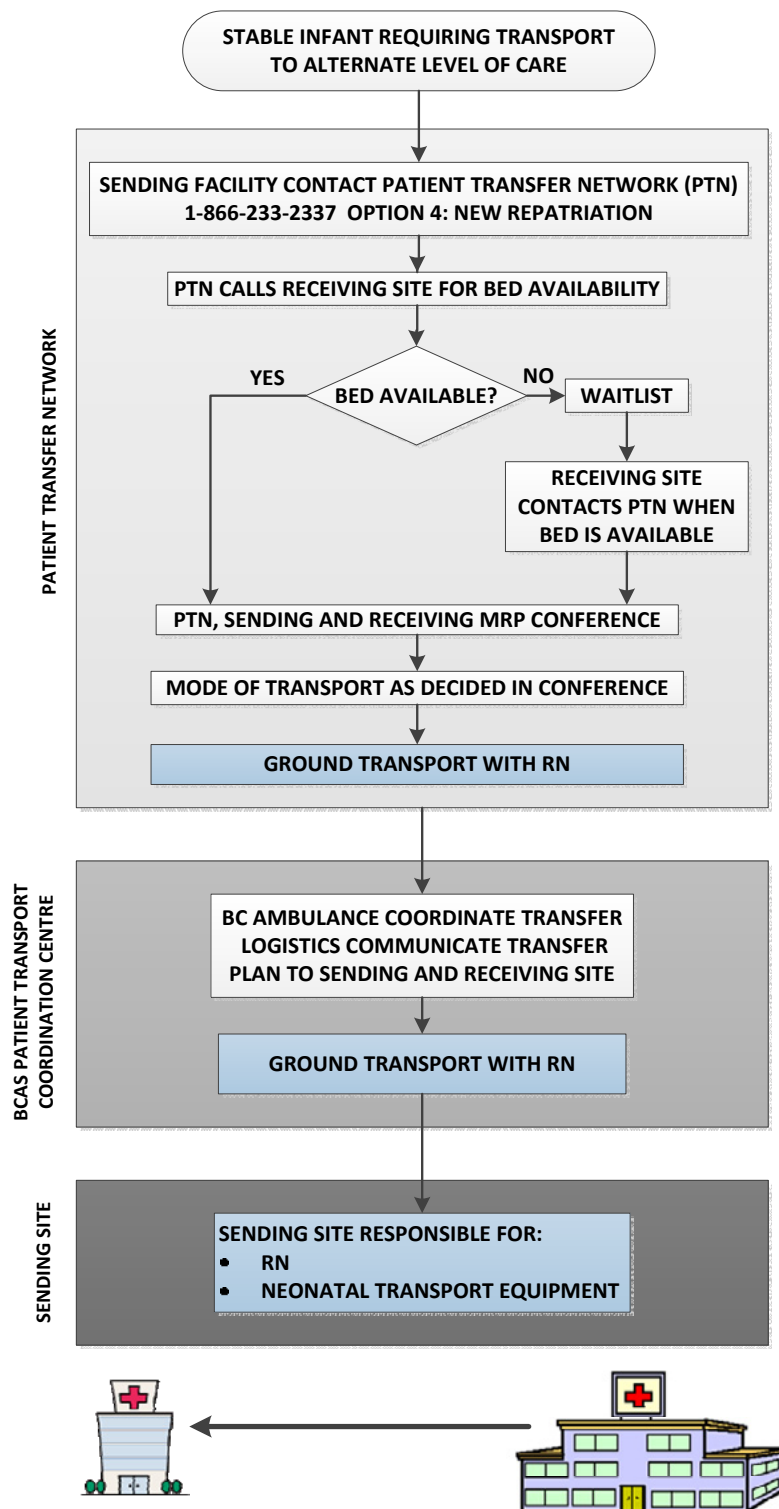 STABLE INFANT REQUIRING TRANSPORT
TO ALTERNATE LEVEL OF CARE
PATIENT TRANSFER NETWORK
SENDING FACILITY CONTACT PATIENT TRANSFER NETWORK (PTN)
1-866-233-2337 OPTION 4: NEW REPATRIATION
PTN CALLS RECEIVING SITE FOR BED AVAILABILITY
YES
BED AVAILABLE?
NO
WAITLIST
RECEIVING SITE
CONTACTS PTN WHEN
BED IS AVAILABLE
PTN, SENDING AND RECEIVING MRP CONFERENCE
MODE OF TRANSPORT AS DECIDED IN CONFERENCE
GROUND TRANSPORT WITH RN
BCAS PATIENT TRANSPORT
COORDINATION CENTRE
BC AMBULANCE COORDINATE TRANSFER
LOGISTICS COMMUNICATE TRANSFER
PLAN TO SENDING AND RECEIVING SITE
GROUND TRANSPORT WITH RN
SENDING SITE
SENDING SITE RESPONSIBLE FOR:
• RN
• NEONATAL TRANSPORT EQUIPMENT